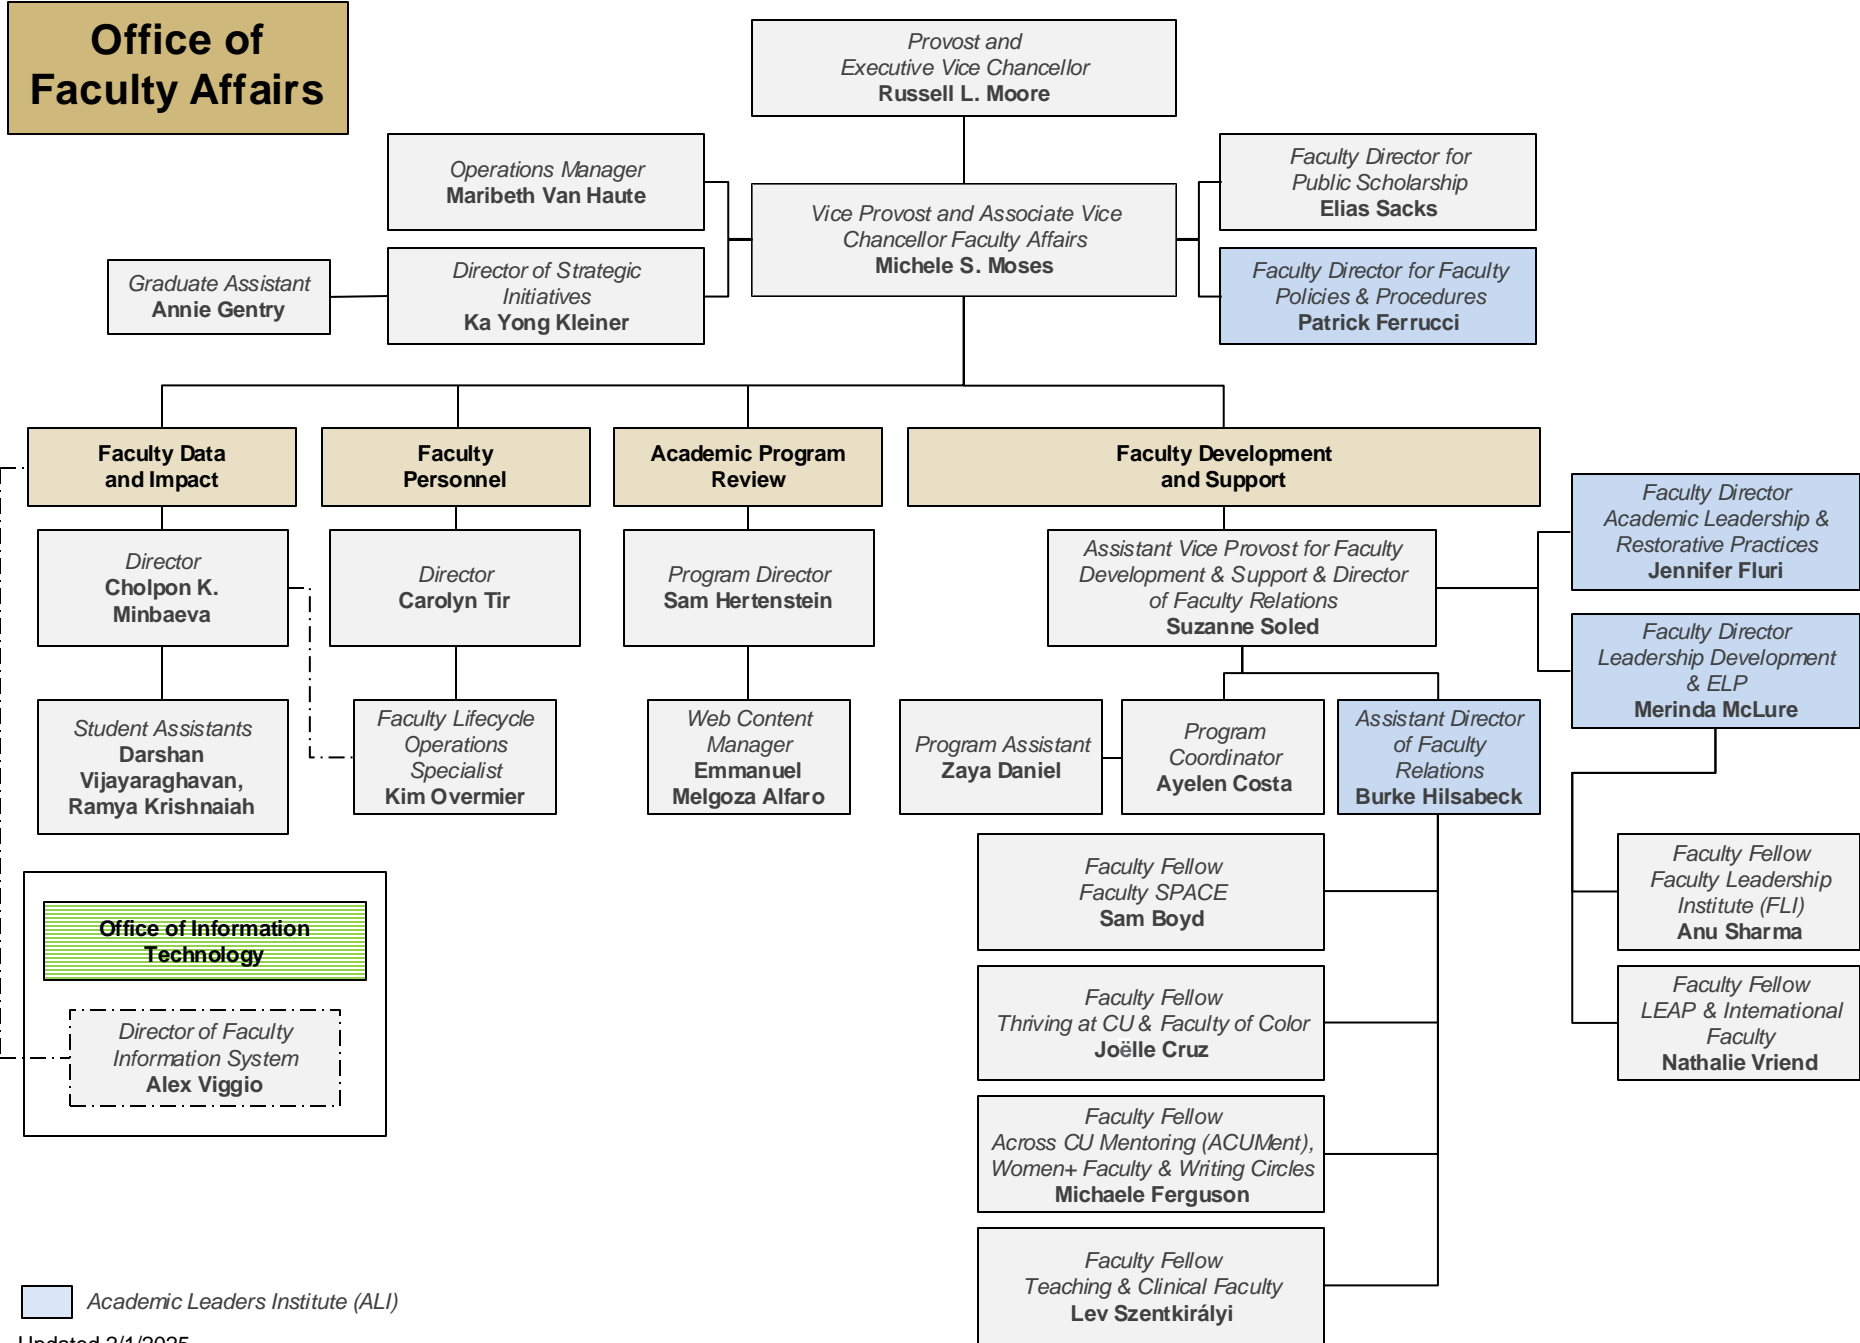 Office of
Faculty Affairs
Provost and
Executive Vice Chancellor
Russell L. Moore
Operations Manager
Maribeth Van Haute
Faculty Director for
Public Scholarship
Elias Sacks
Vice Provost and Associate Vice
Chancellor Faculty Affairs
Michele S. Moses
Graduate Assistant
Annie Gentry
Director of Strategic
Initiatives
Ka Yong Kleiner
Faculty Director for Faculty
Policies & Procedures
Patrick Ferrucci
Faculty Data
and Impact
Faculty
Personnel
Academic Program
Review
Faculty Development
and Support
Director
Cholpon K.
Minbaeva
Director
Carolyn Tir
Program Director
Sam Hertenstein
Assistant Vice Provost for Faculty
Development & Support & Director
of Faculty Relations
Suzanne Soled
Faculty Director
Academic Leadership &
Restorative Practices
Jennifer Fluri
Faculty Director
Leadership Development
& ELP
Merinda McLure
Student Assistants
Darshan
Vijayaraghavan,
Ramya Krishnaiah
Faculty Lifecycle
Operations
Specialist
Kim Overmier
Web Content
Manager
Emmanuel
Melgoza Alfaro
Program Assistant
Zaya Daniel
Program
Coordinator
Ayelen Costa
Assistant Director
of Faculty
Relations
Burke Hilsabeck
Faculty Fellow
Faculty SPACE
Sam Boyd
Faculty Fellow
Faculty Leadership
Institute (FLI)
Anu Sharma
Office of Information
Technology
Director of Faculty
Information System
Alex Viggio
Faculty Fellow
Thriving at CU & Faculty of Color
Joëlle Cruz
Faculty Fellow
LEAP & International
Faculty
Nathalie Vriend
Faculty Fellow
Across CU Mentoring (ACUMent),
Women+ Faculty & Writing Circles
Michaele Ferguson
Faculty Fellow
Teaching & Clinical Faculty
Lev Szentkirályi
Academic Leaders Institute (ALI)
Updated 2/1/2025